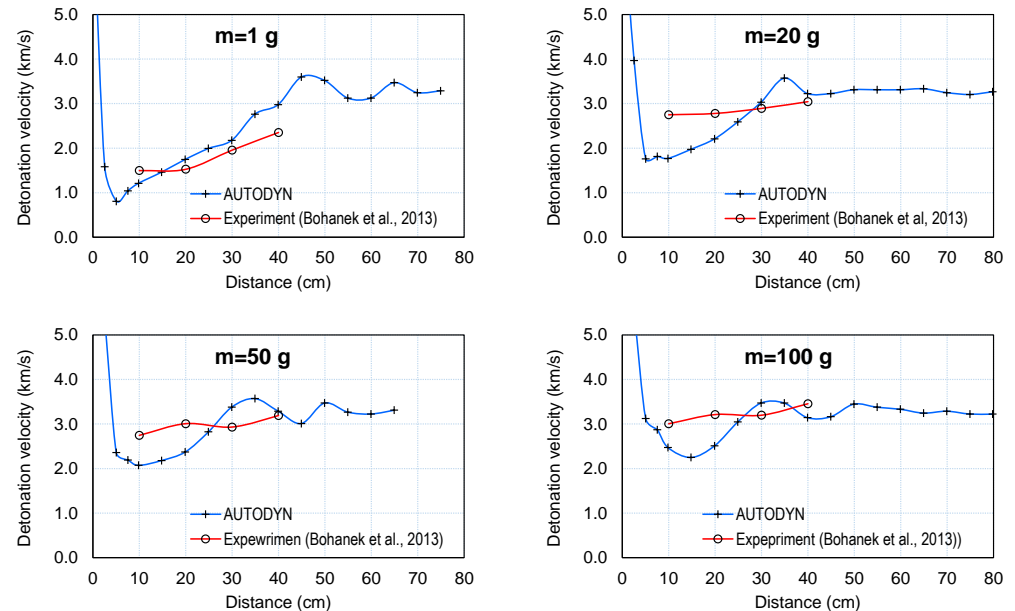 m=1 g
Detonation velocity (km/s)
5.0
4.0
3.0
2.0
1.0
0.0
AUTODYN
Experiment (Bohanek et al., 2013)
0 10 20 30 40 50 60 70 80
Distance (cm)
m=20 g
Detonation velocity (km/s)
5.0
4.0
3.0
2.0
1.0
0.0
AUTODYN
Experiment (Bohanek et al., 2013)
0 10 20 30 40 50 60 70 80
Distance (cm)
m=50 g
Detonation velocity (km/s)
5.0
4.0
3.0
2.0
1.0
0.0
AUTODYN
Expewrimen (Bohanek et al., 2013)
0 10 20 30 40 50 60 70 80
Distance (cm)
m=100 g
Detonation velocity (km/s)
5.0
4.0
3.0
2.0
1.0
0.0
AUTODYN
Expepriment (Bohanek et al., 2013))
0 10 20 30 40 50 60 70 80
Distance (cm)